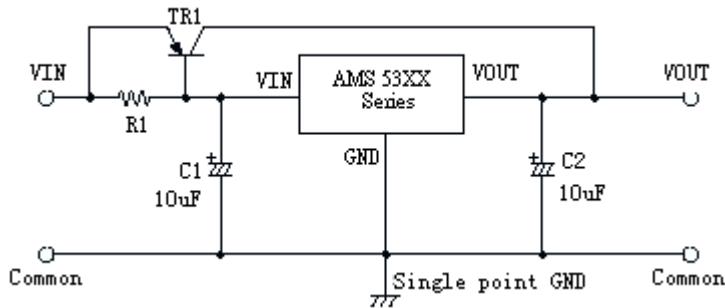 TR1
VIN
R1
VIN
AMS 53XX
Series
VOUT
VOUT
GND
C1
10uF
C2
10uF
Common
Single point GND
Common